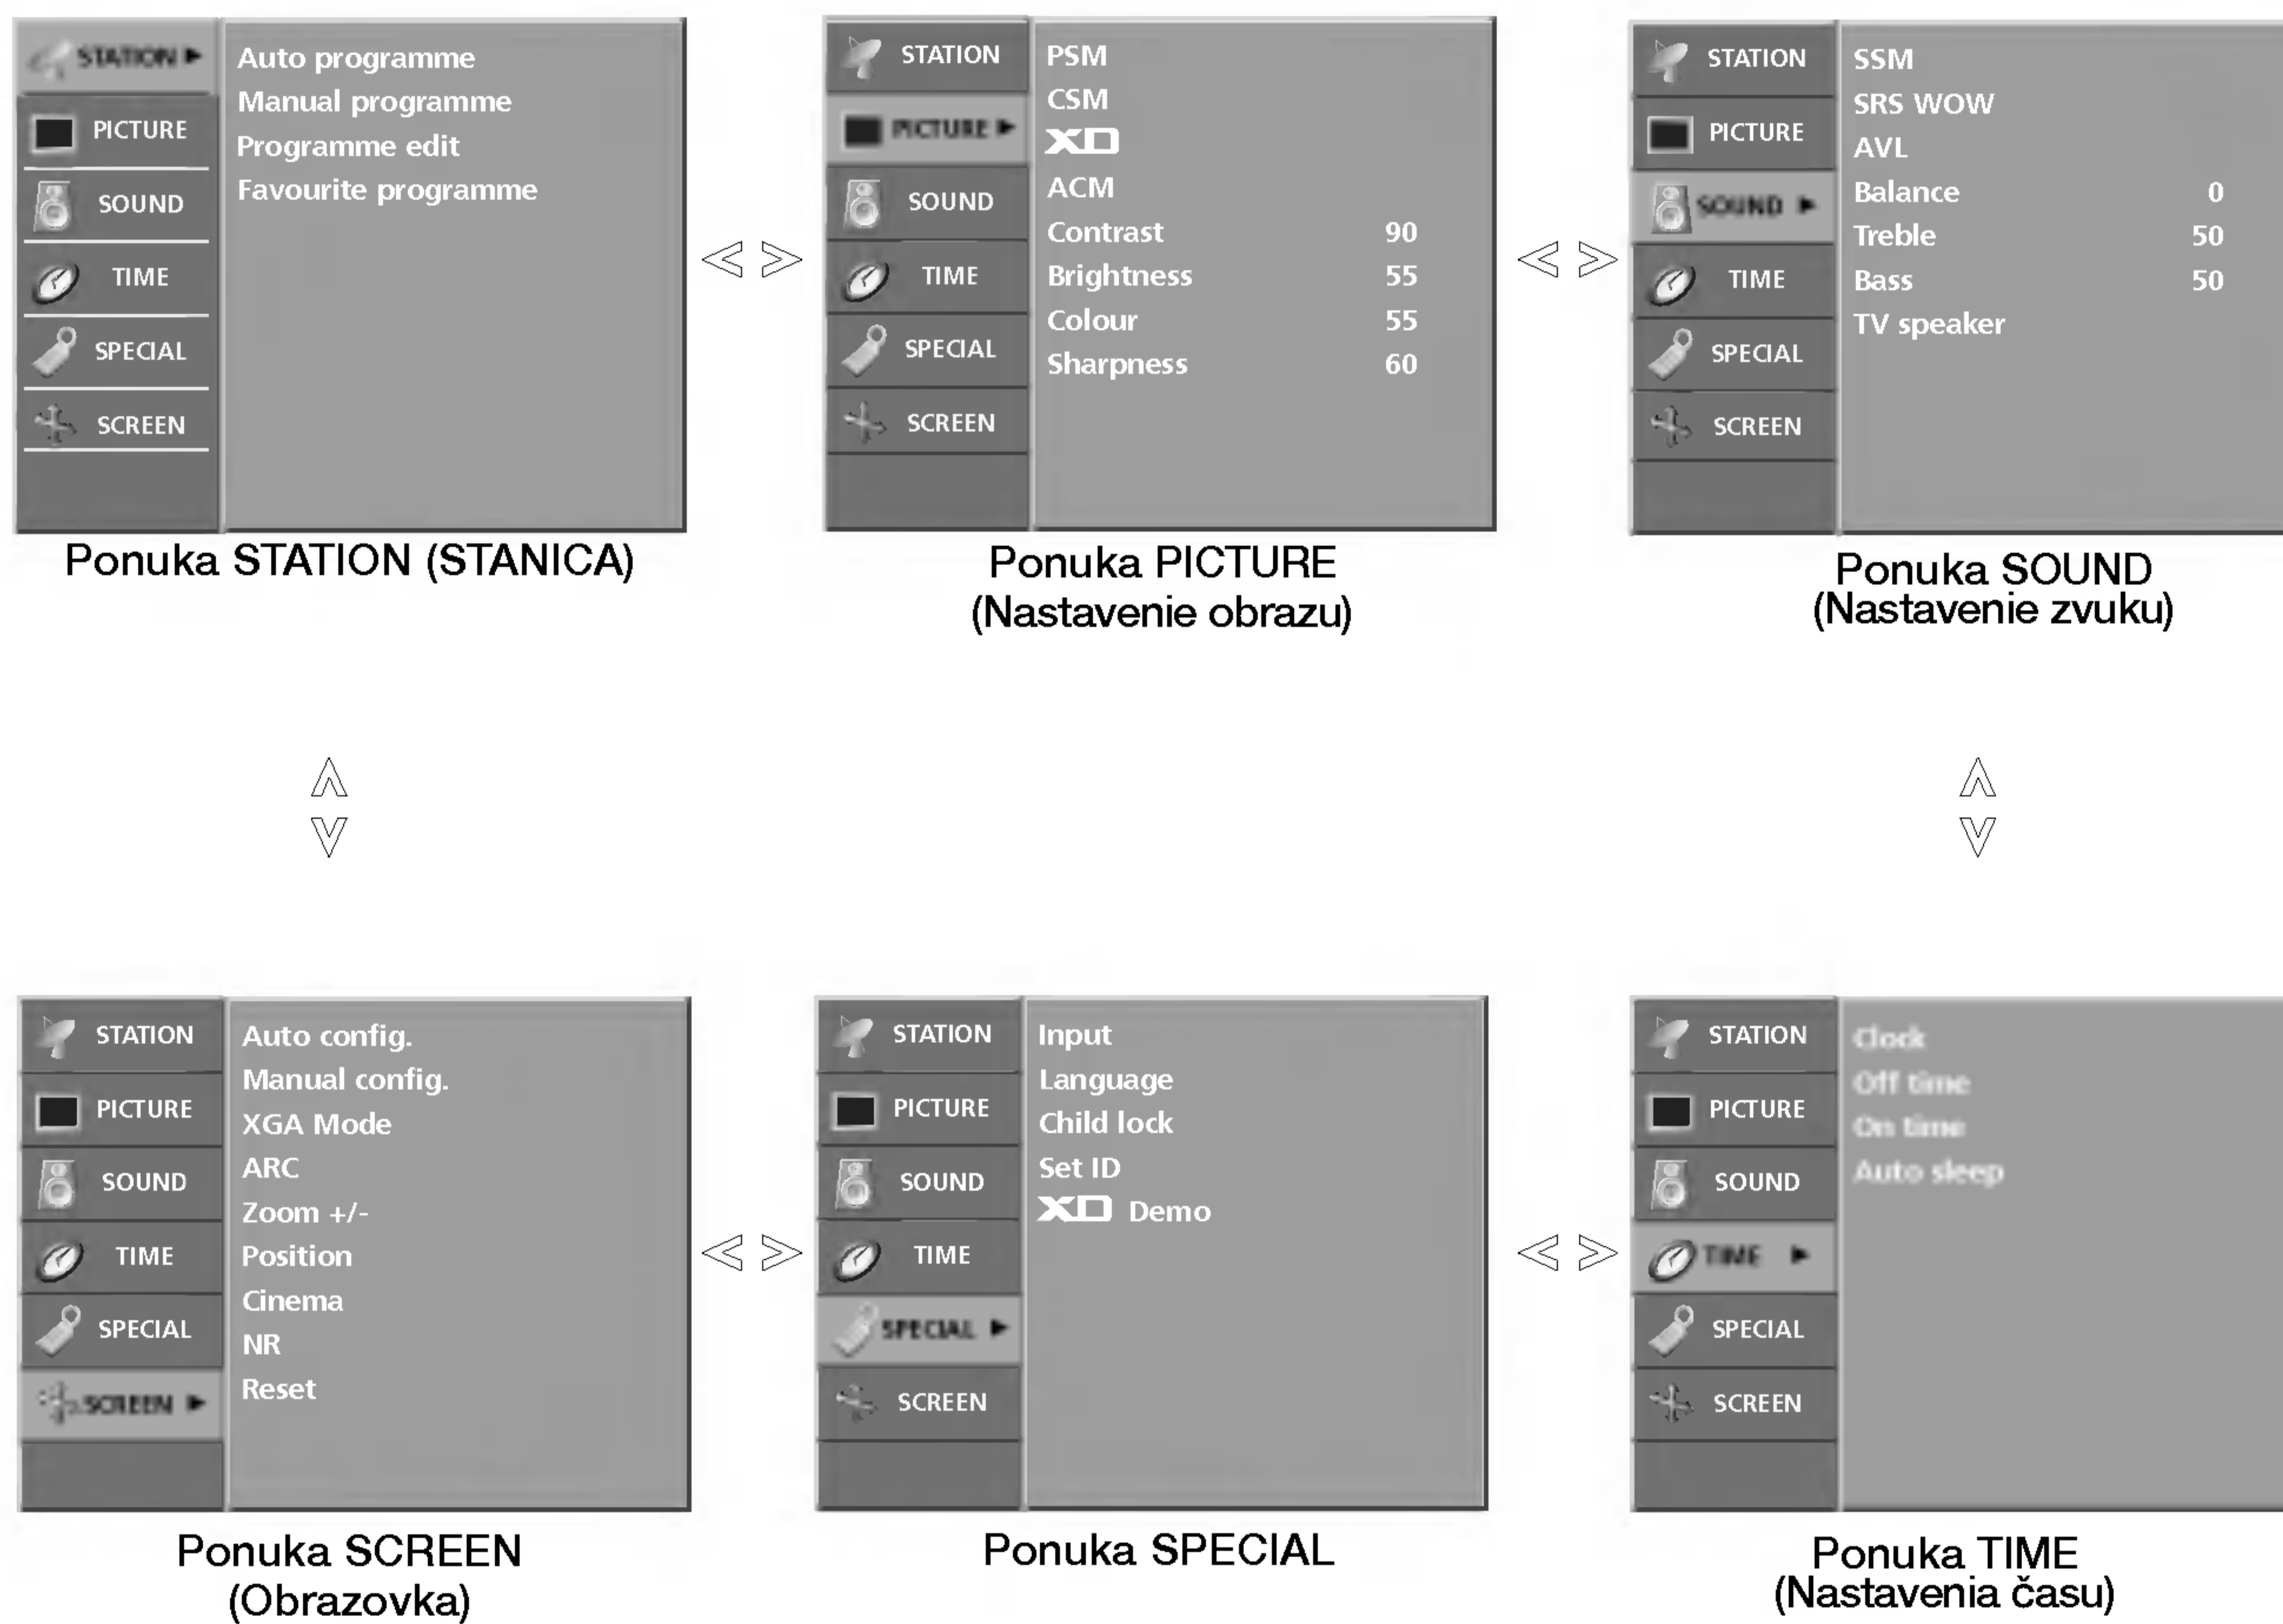 STATION
PICTURE
SOUND
TIME
SPECIAL
SCREEN
Auto programme
Manual programme
Programme edit
Favourite programme
Ponuka STATION (STANICA)
STATION
PICTURE
SOUND
TIME
SPECIAL
SCREEN
PSM
CSM
XD
ACM
Contrast 90
Brightness 55
Colour 55
Sharpness 60
Ponuka PICTURE
(Nastavenie obrazu)
STATION
PICTURE
SOUND
TIME
SPECIAL
SCREEN
SSM
SRS WOW
AVL
Balance 0
Treble 50
Bass 50
TV speaker
Ponuka SOUND
(Nastavenie zvuku)
STATION
PICTURE
SOUND
TIME
SPECIAL
SCREEN
Auto config.
Manual config.
XGA Mode
ARC
Zoom +/-
Position
Cinema
NR
Reset
Ponuka SCREEN
(Obrazovka)
STATION
PICTURE
SOUND
TIME
SPECIAL
SCREEN
Input
Language
Child lock
Set ID
XD Demo
Ponuka SPECIAL
STATION
PICTURE
SOUND
TIME
SPECIAL
SCREEN
Clock
Off time
On time
Auto sleep
Ponuka TIME
(Nastavenia času)